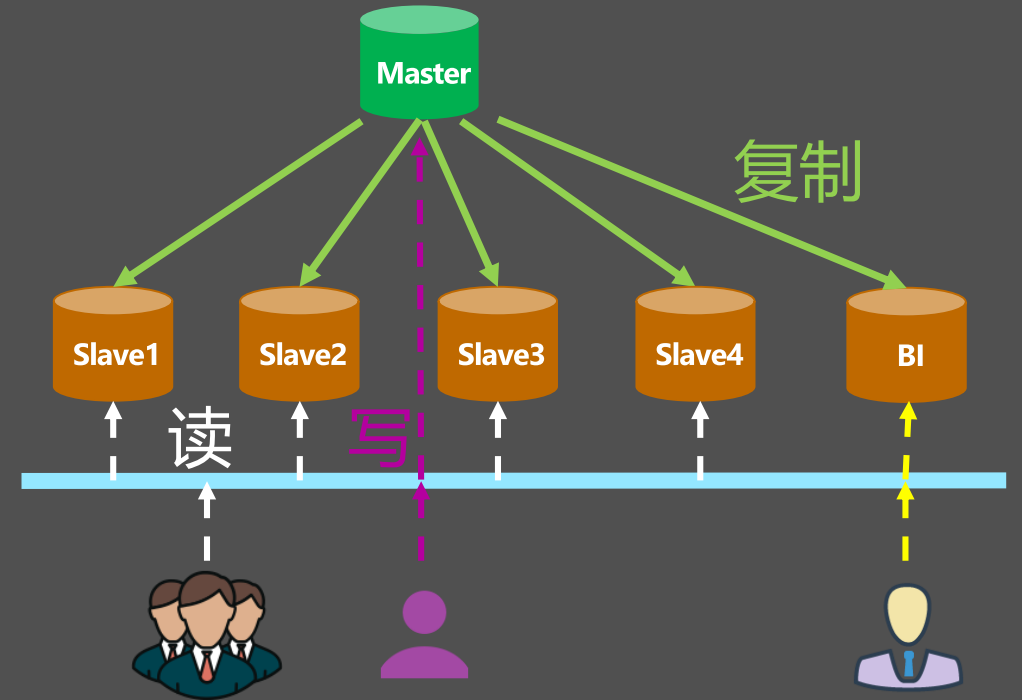 Master
复制
Slave1
Slave2
Slave3
Slave4
BI
读
写